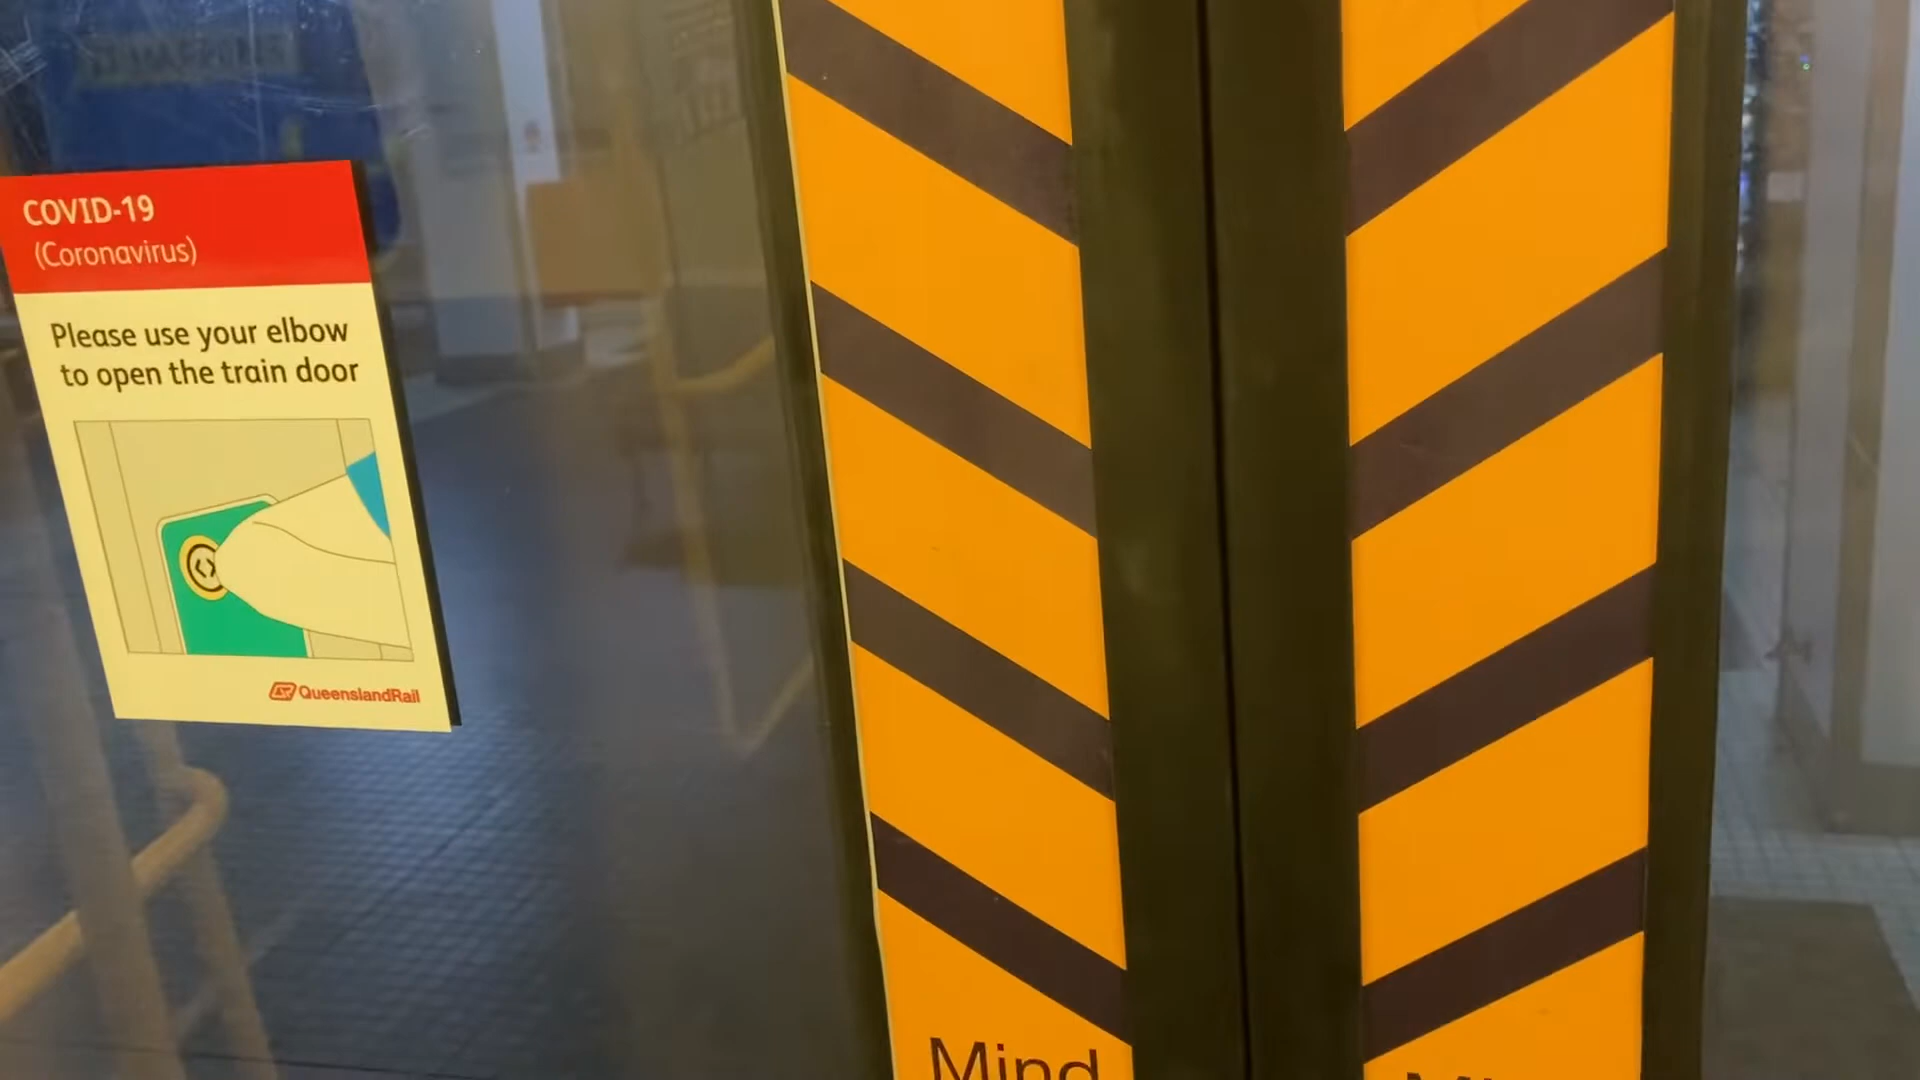 COVID-19
(Coronavirus)
Please use your elbow
to open the train door
QueenslandRail
Mind